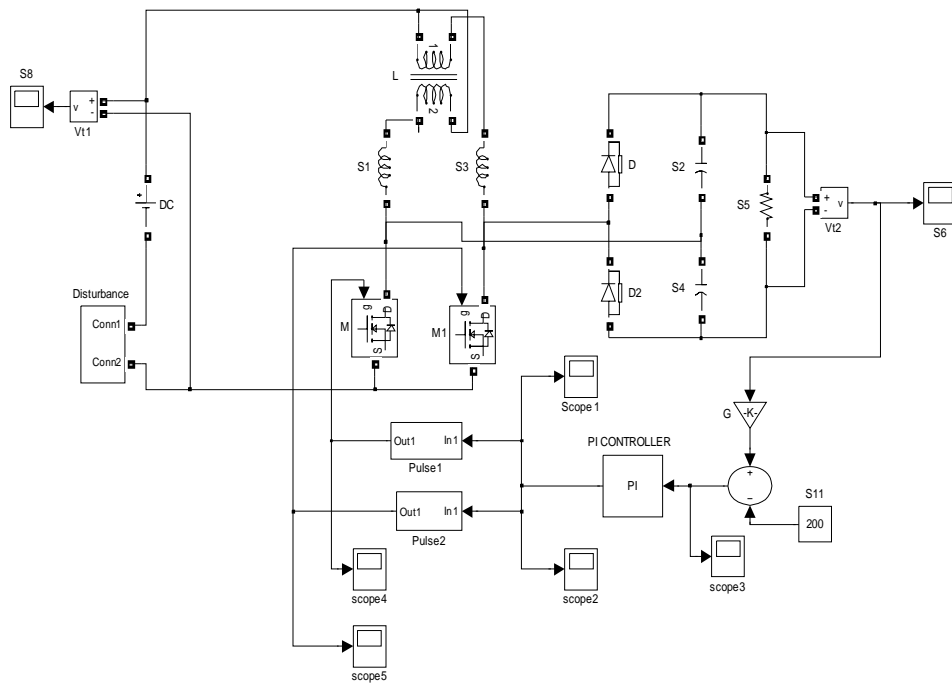 S8
v
+
-
Vt1
+
DC
Disturbance
Conn1
Conn2
1
L
2
S1
S3
g
D
M
S
g
D
M1
S
D
S2
D2
S4
S5
+
-
v
Vt2
S6
G
-K-
+
−
S11
200
PI CONTROLLER
PI
Scope 1
Out1
In1
Pulse1
Out1
In1
Pulse2
scope4
scope2
scope3
scope5